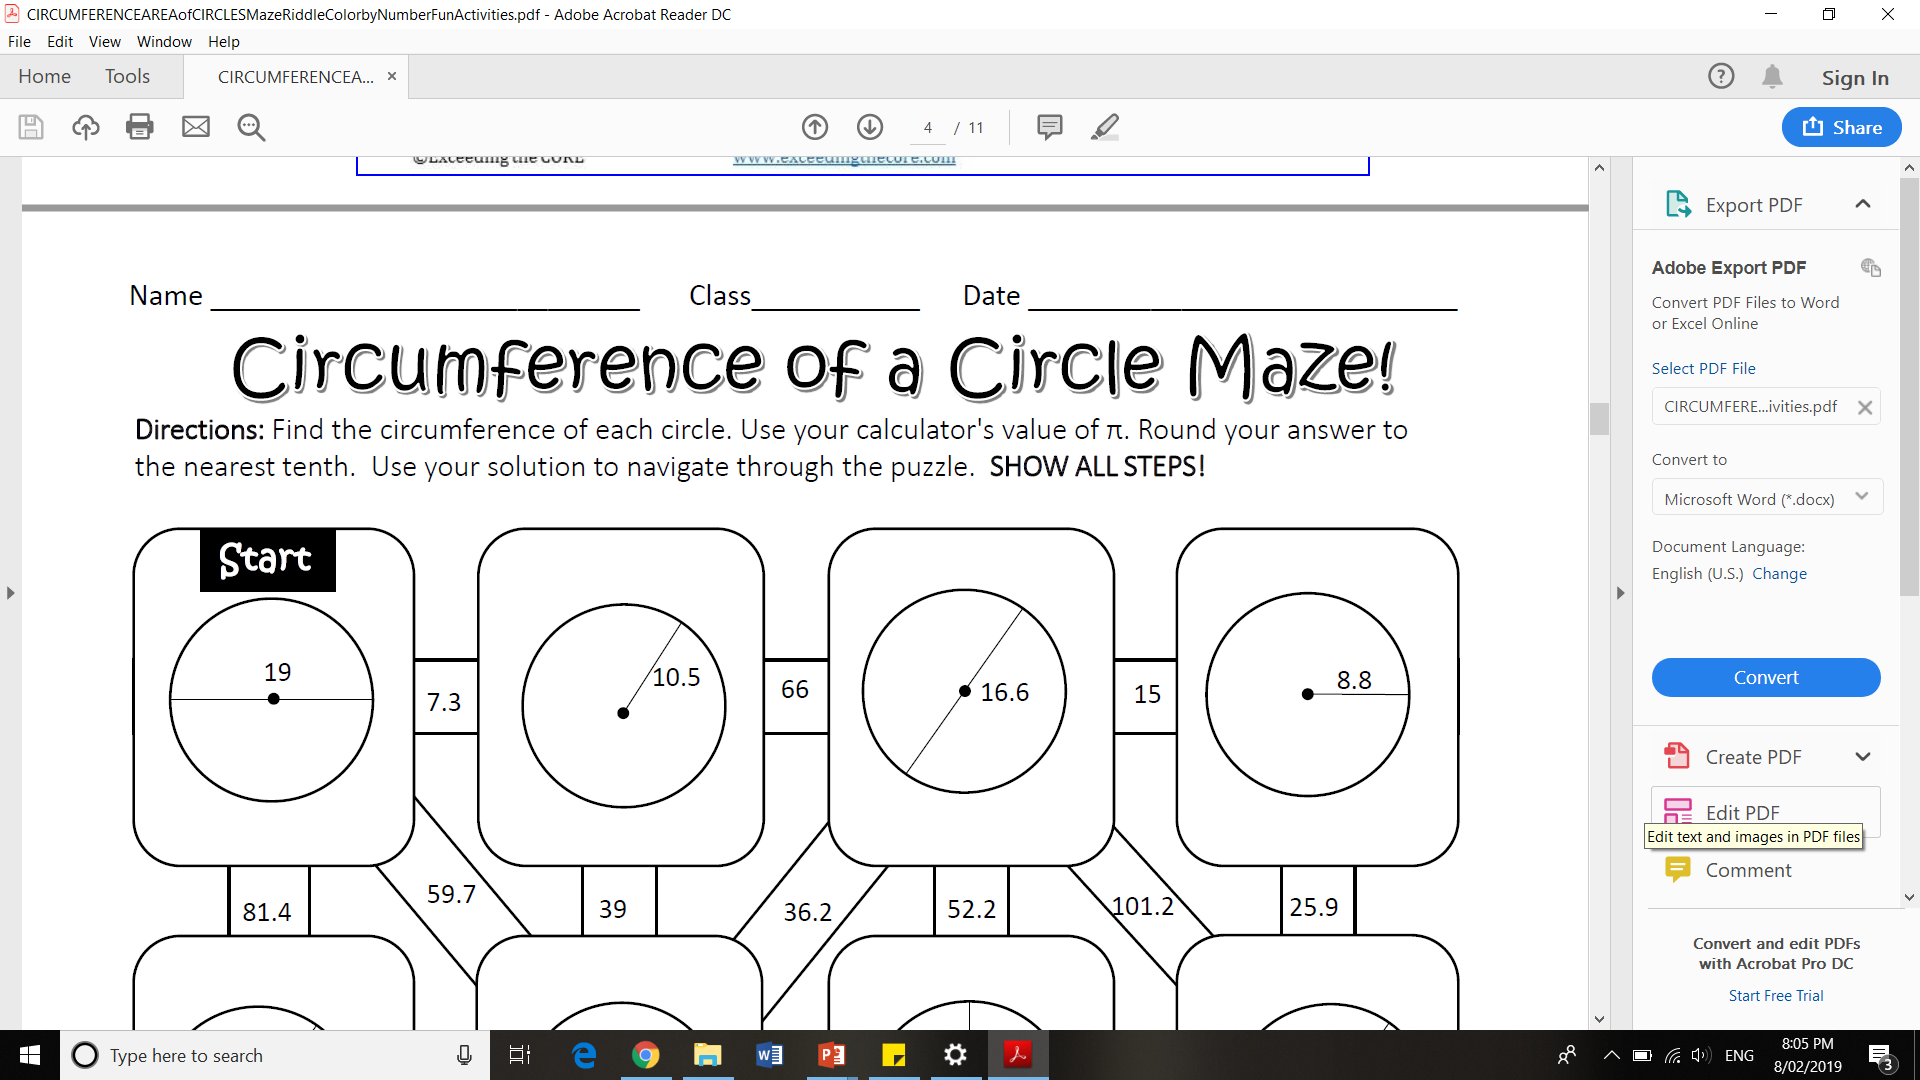 CIRCUMFERENCEAREAofCIRCLESMazeRiddleColorbyNumberFunActivities.pdf - Adobe Acrobat Reader DC
File Edit View Window Help
Home Tools CIRCUMFERENCEA... × Sign In
4 / 11 Share
©Exceeding the CORE www.exceedingthecore.com
Name Class Date
Circumference of a Circle Maze!
Directions: Find the circumference of each circle. Use your calculator's value of π. Round your answer to
the nearest tenth. Use your solution to navigate through the puzzle. SHOW ALL STEPS!
Start
19 7.3 10.5 66 16.6 15 8.8
81.4 59.7 39 36.2 52.2 101.2 25.9
Export PDF
Adobe Export PDF
Convert PDF Files to Word
or Excel Online
Select PDF File
CIRCUMFERE...ivities.pdf
Convert to
Microsoft Word (*.docx)
Document Language:
English (U.S.) Change
Convert
Create PDF
Edit PDF
Edit text and images in PDF files
Comment
Convert and edit PDFs
with Acrobat Pro DC
Start Free Trial
Type here to search
ENG
8:05 PM
8/02/2019
3